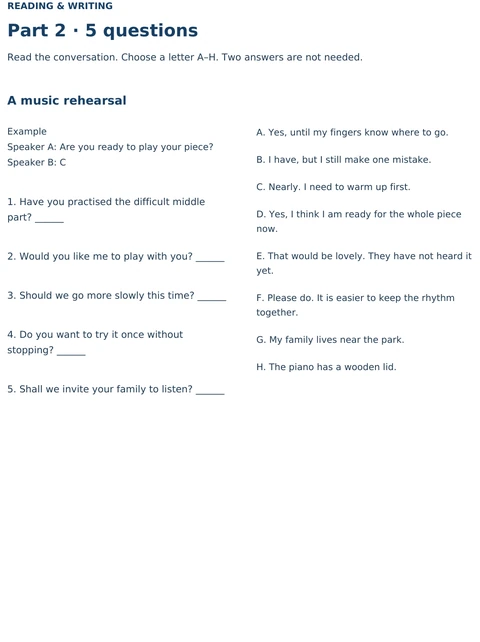 READING & WRITING
Part 2 · 5 questions
Read the conversation. Choose a letter A–H. Two answers are not needed.
A music rehearsal
Example
Speaker A: Are you ready to play your piece?
Speaker B: C
1. Have you practised the difficult middle
part? ______
2. Would you like me to play with you? ______
3. Should we go more slowly this time? ______
4. Do you want to try it once without
stopping? ______
5. Shall we invite your family to listen? ______
A. Yes, until my fingers know where to go.
B. I have, but I still make one mistake.
C. Nearly. I need to warm up first.
D. Yes, I think I am ready for the whole piece
now.
E. That would be lovely. They have not heard it
yet.
F. Please do. It is easier to keep the rhythm
together.
G. My family lives near the park.
H. The piano has a wooden lid.